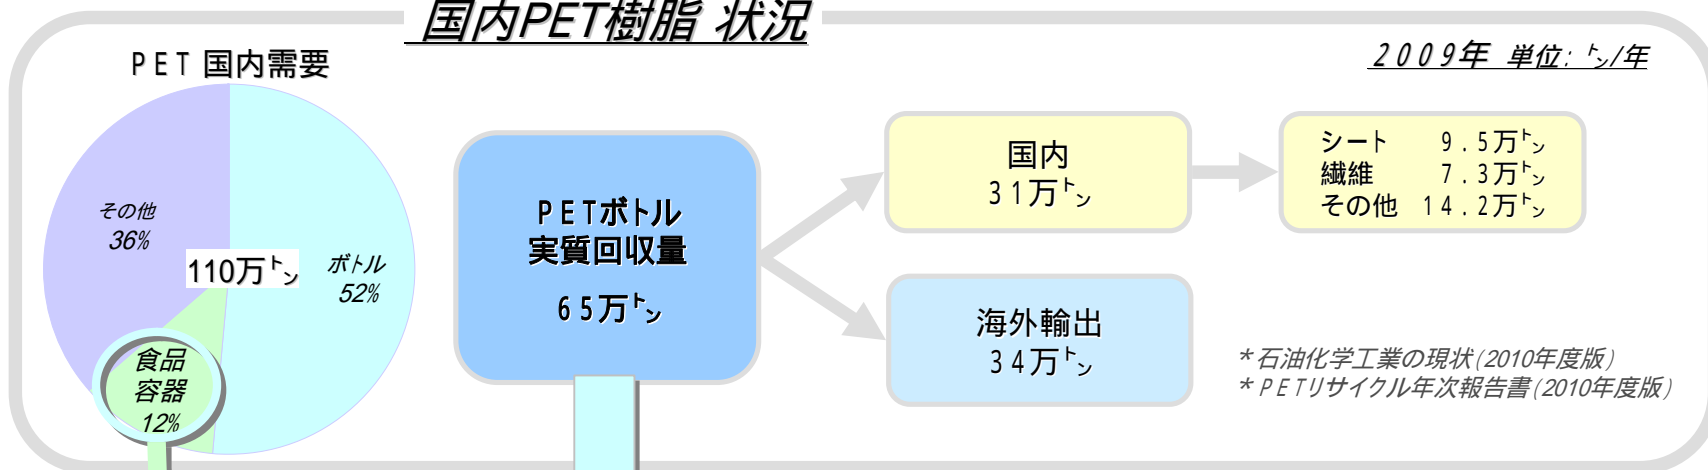 国内PET樹脂 状況
2009年 単位:トン/年
PET 国内需要
その他
36%
110万トン
ボトル
52%
食品
容器
12%
PETボトル
実質回収量
65万トン
国内
31万トン
シート 9.5万トン
繊維 7.3万トン
その他 14.2万トン
海外輸出
34万トン
*石油化学工業の現状(2010年度版)
*PETリサイクル年次報告書(2010年度版)